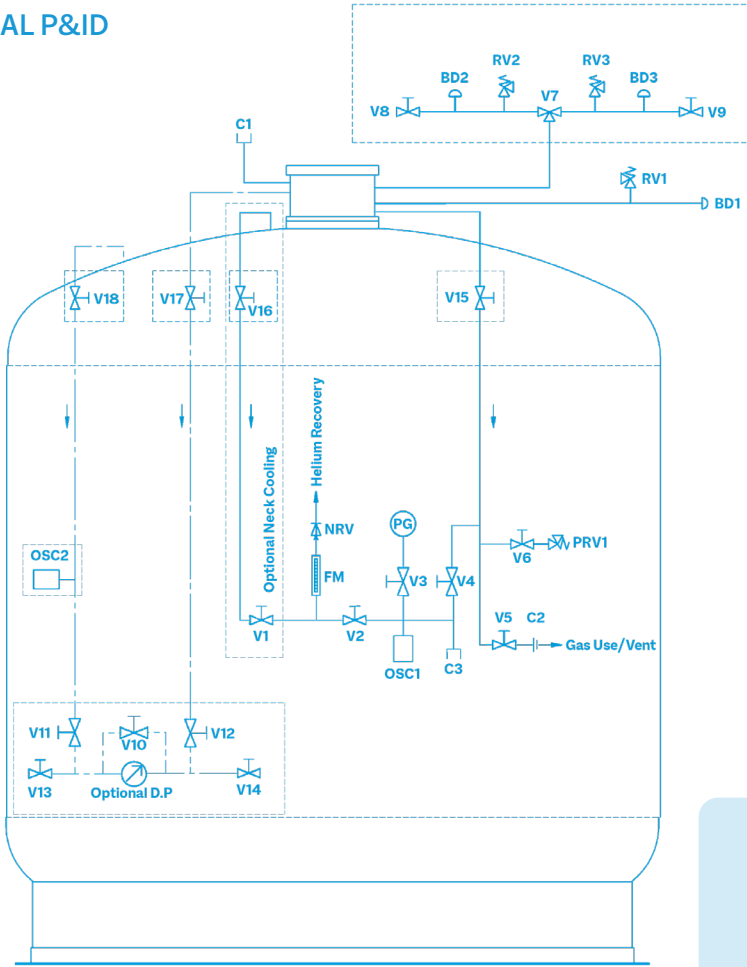 AL P&ID
RV2
RV3
BD2
BD3
V7
V8
V9
C1
RV1
BD1
V18
V17
V16
V15
Optional Neck Cooling
Helium Recovery
NRV
PG
OSC2
FM
V3
V4
V6
PRV1
V1
V2
V5
C2
Gas Use/Vent
OSC1
C3
V11
V10
V12
V13
Optional D.P
V14